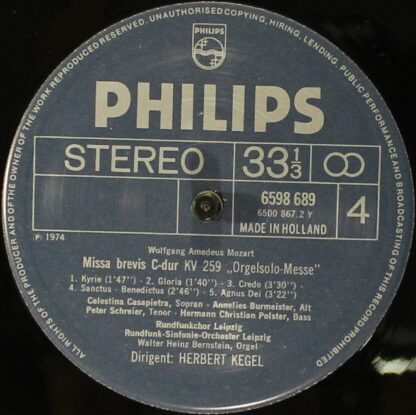 ALL RIGHTS OF THE PRODUCER AND OF THE OWNER OF THE WORK REPRODUCED RESERVED. UNAUTHORISED COPYING, HIRING, LENDING, PUBLIC PERFORMANCE AND BROADCASTING OF THIS RECORD PROHIBITED
PHILIPS
PHILIPS
STEREO 33 1/3
6598 689
6500 867.2 Y
MADE IN HOLLAND
4
P: 1974
Wolfgang Amadeus Mozart
Missa brevis C-dur KV 259 „Orgelsolo-Messe"
1. Kyrie (1'47'') - 2. Gloria (1'40'') - 3. Credo (3'30'') -
4. Sanctus - Benedictus (2'46'') - 5. Agnus Dei (3'22'')
Celestina Casapietra, Sopran - Annelies Burmeister, Alt
Peter Schreier, Tenor - Hermann Christian Polster, Bass
Rundfunkchor Leipzig
Rundfunk-Sinfonie-Orchester Leipzig
Walter Heinz Bernstein, Orgel
Dirigent: HERBERT KEGEL